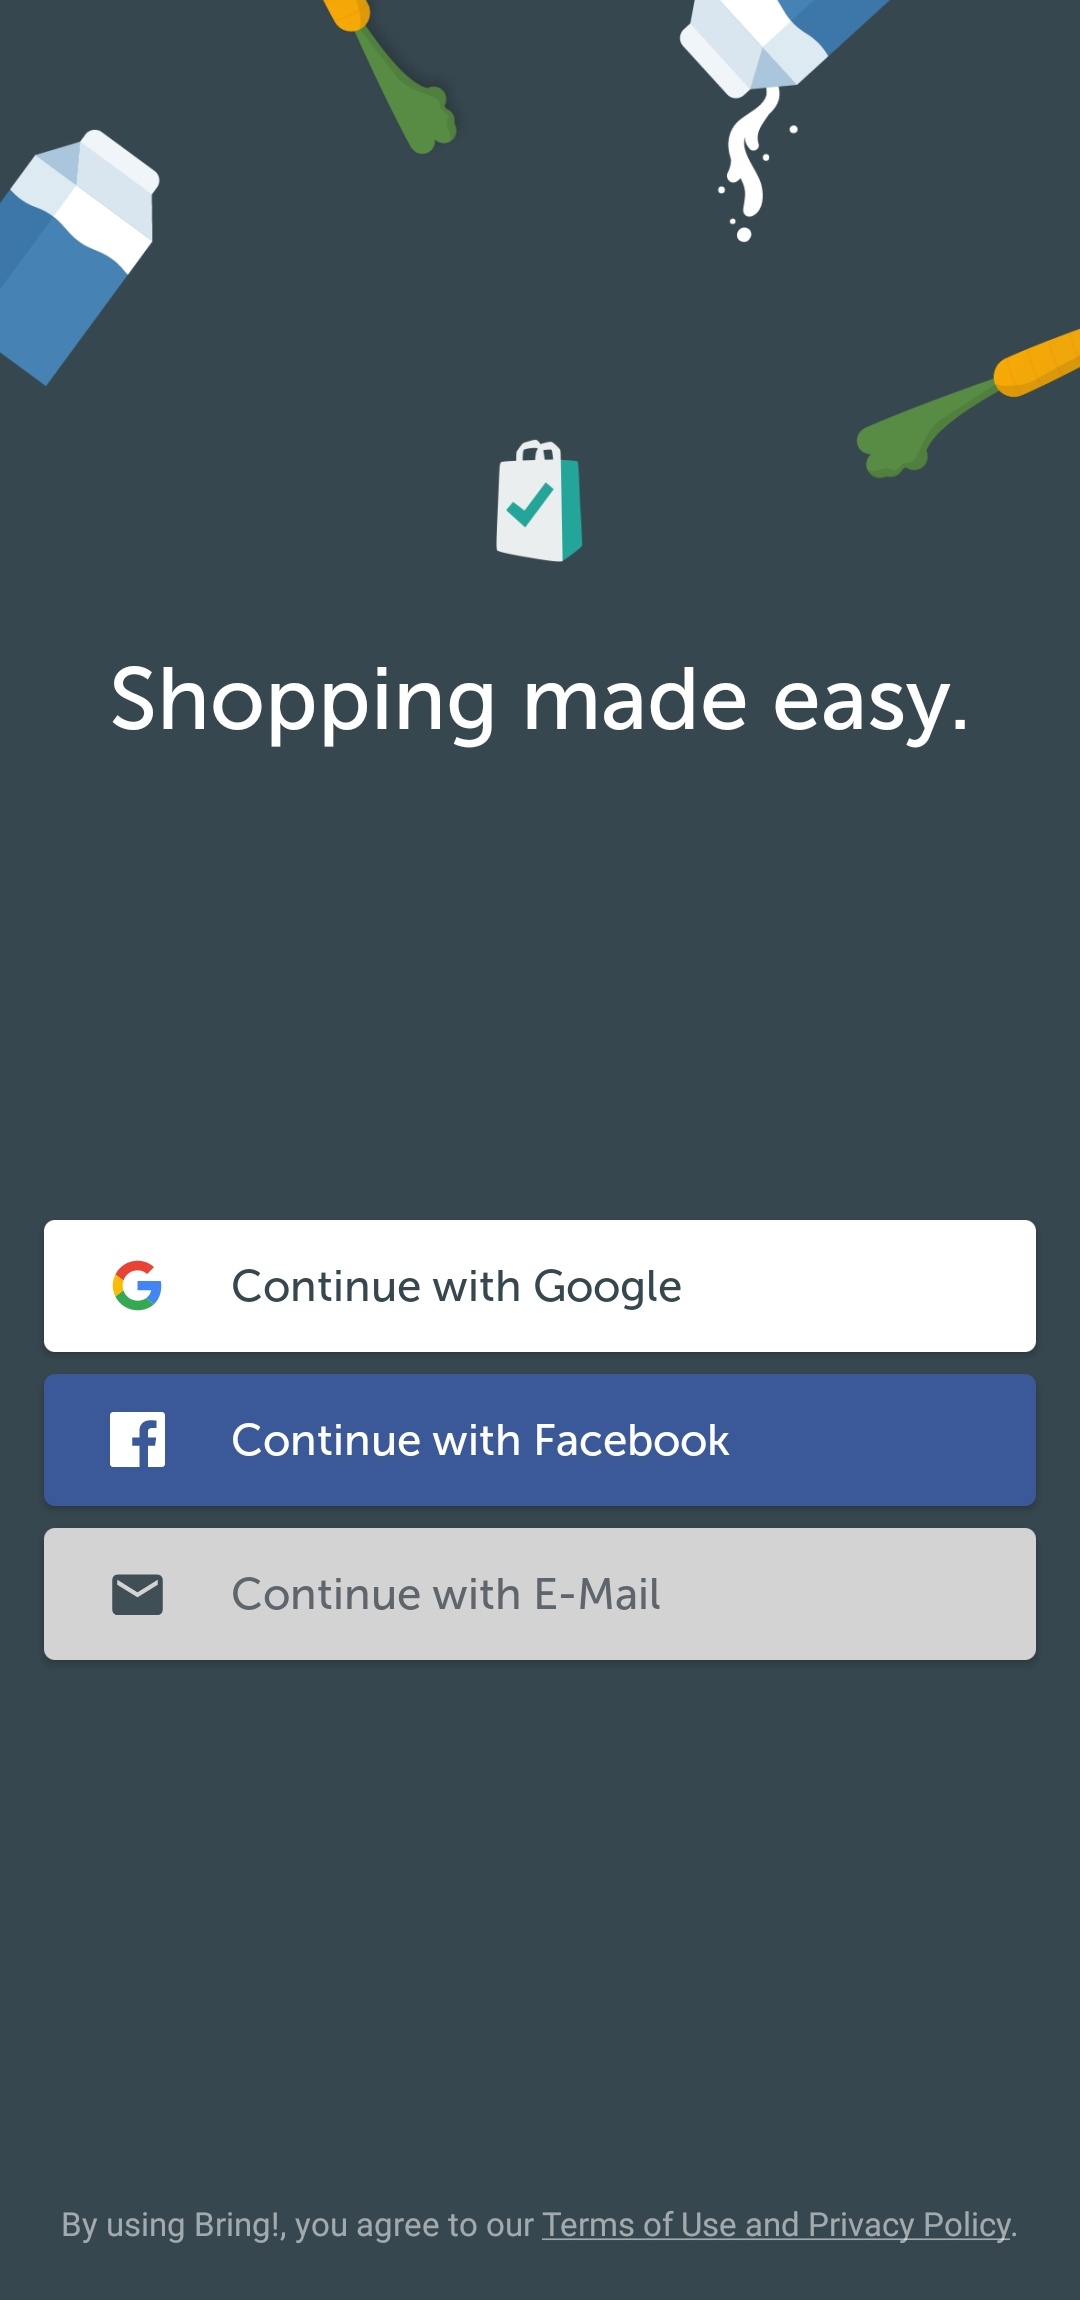 Shopping made easy.
Continue with Google
Continue with Facebook
Continue with E-Mail
By using Bring!, you agree to our Terms of Use and Privacy Policy.